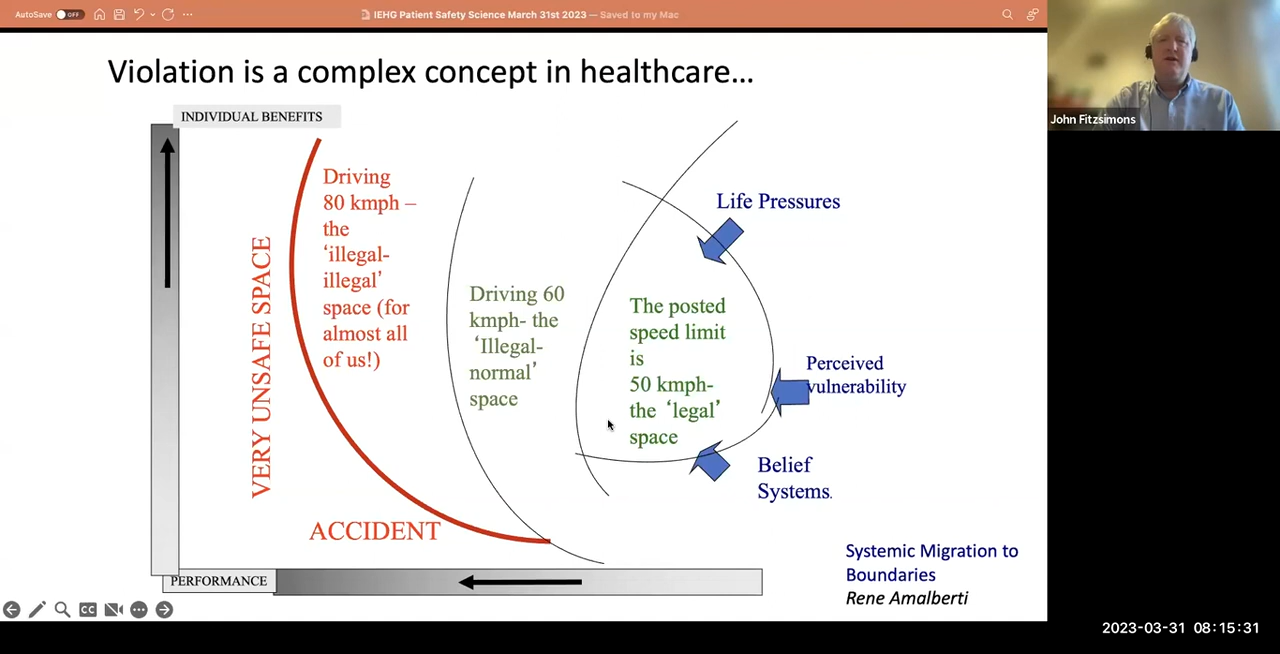 AutoSave OFF
IEHG Patient Safety Science March 31st 2023 — Saved to my Mac
Violation is a complex concept in healthcare…
INDIVIDUAL BENEFITS
VERY UNSAFE SPACE
Driving
80 kmph –
the
‘illegal-
illegal’
space (for
almost all
of us!)
Driving 60
kmph- the
‘Illegal-
normal’
space
The posted
speed limit
is
50 kmph-
the ‘legal’
space
Life Pressures
Perceived
vulnerability
Belief
Systems.
ACCIDENT
PERFORMANCE
Systemic Migration to
Boundaries
Rene Amalberti
CC
John Fitzsimons
2023-03-31 08:15:31